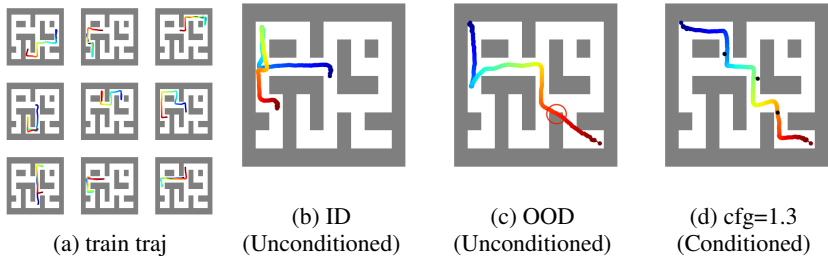 (a) train traj
(b) ID
(Unconditioned)
(c) OOD
(Unconditioned)
(d) cfg=1.3
(Conditioned)